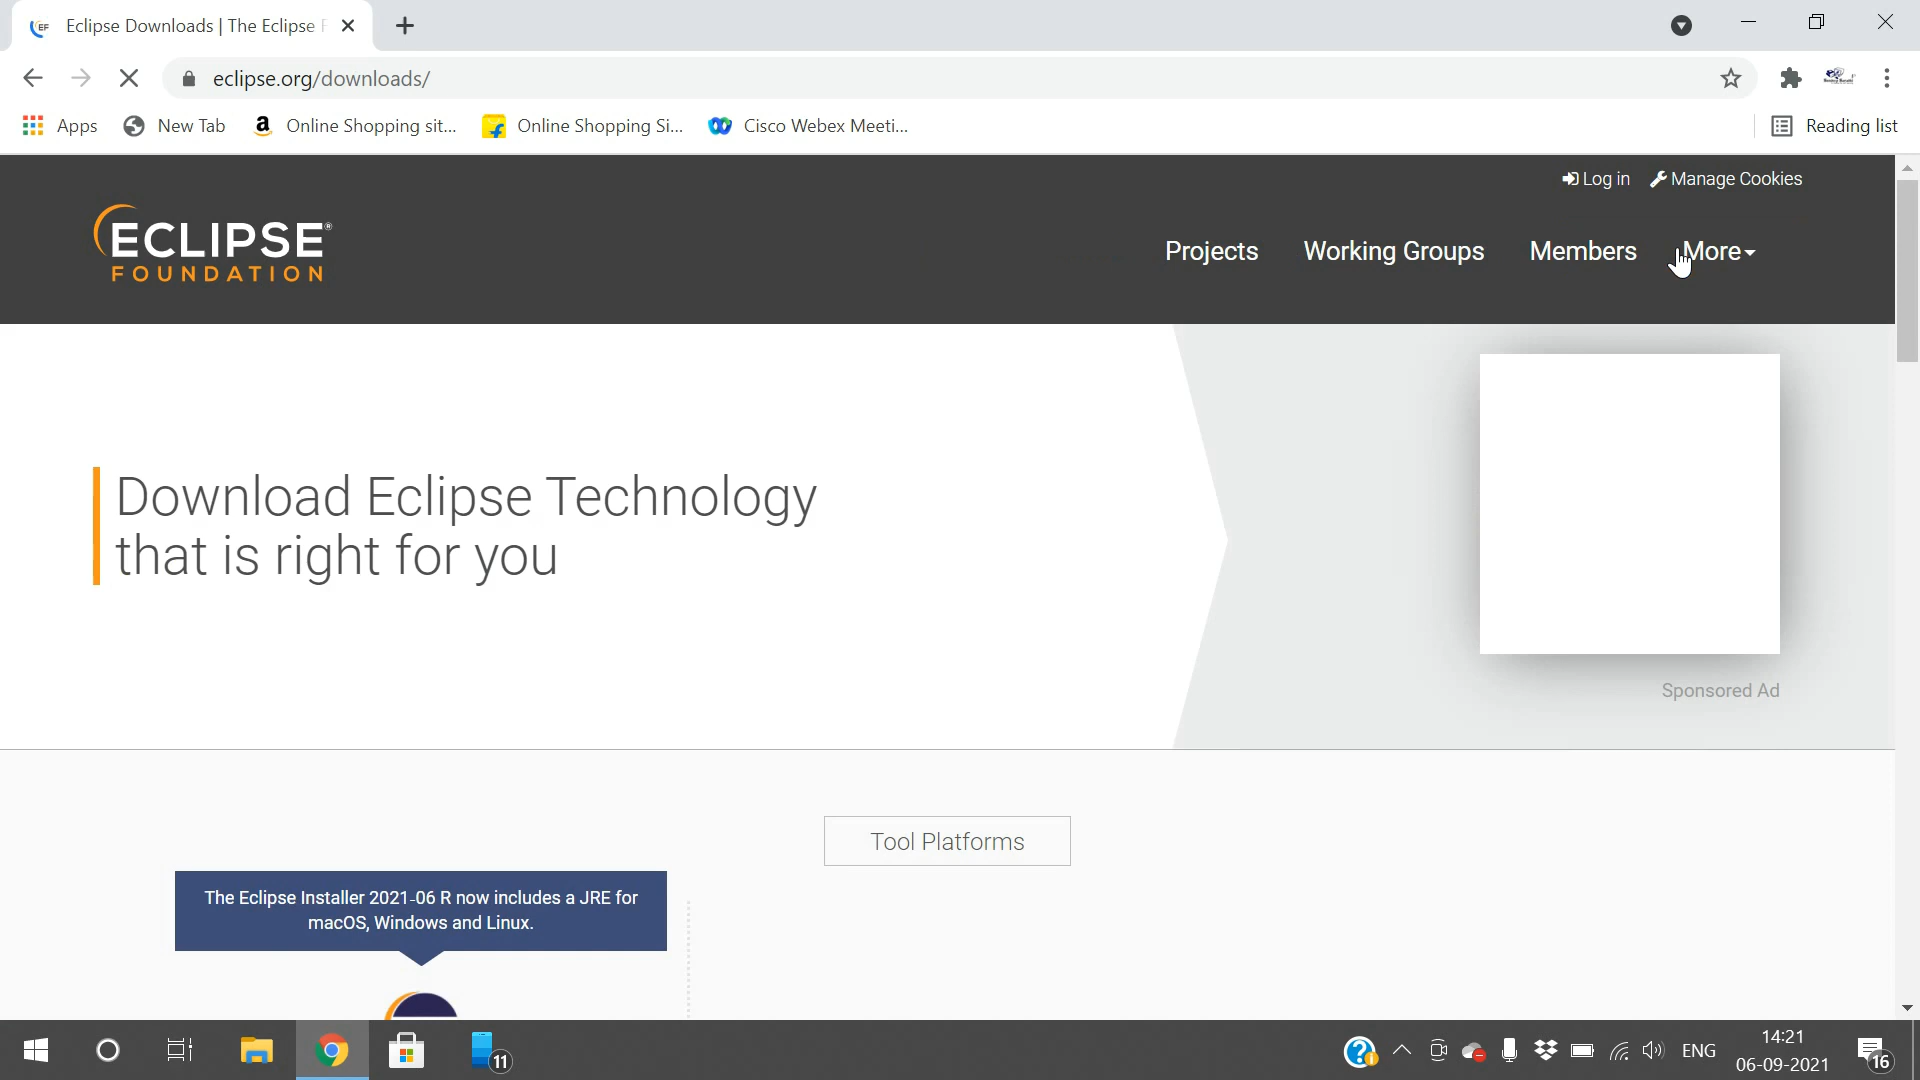 Eclipse Downloads | The Eclipse F
eclipse.org/downloads/
Apps
New Tab
Online Shopping sit...
Online Shopping Si...
Cisco Webex Meeti...
Reading list
Log in
Manage Cookies
ECLIPSE®
FOUNDATION
Projects
Working Groups
Members
More
Download Eclipse Technology
that is right for you
Sponsored Ad
Tool Platforms
The Eclipse Installer 2021-06 R now includes a JRE for
macOS, Windows and Linux.
11
ENG
14:21
06-09-2021
16